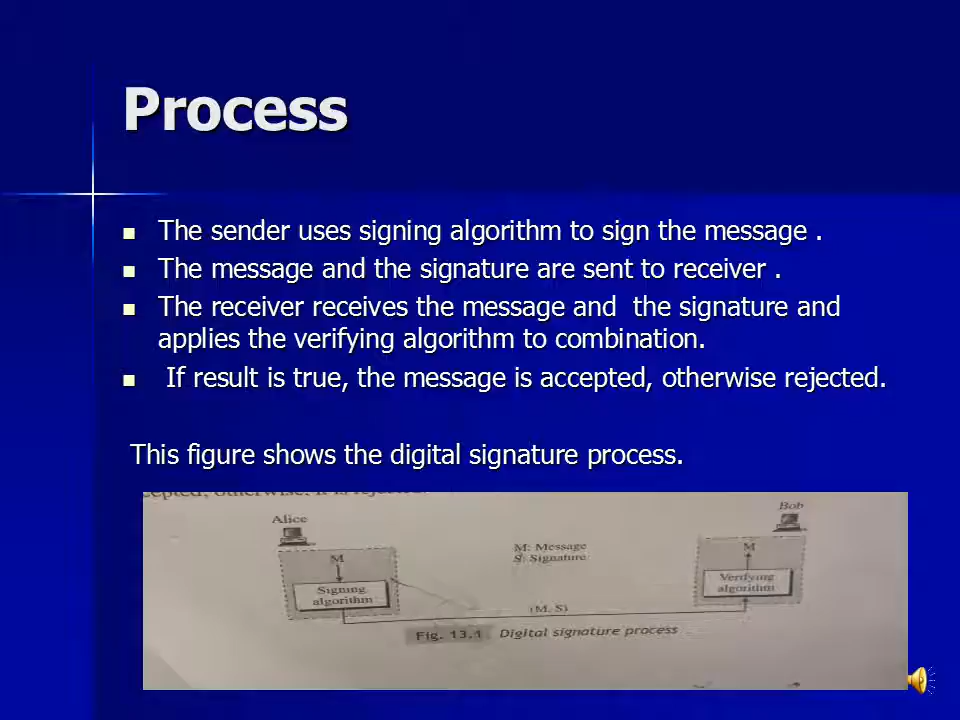 Process
The sender uses signing algorithm to sign the message .
The message and the signature are sent to receiver .
The receiver receives the message and the signature and
applies the verifying algorithm to combination.
If result is true, the message is accepted, otherwise rejected.
This figure shows the digital signature process.
Alice
Bob
M
M: Message
S: Signature
M
Signing
algorithm
Verifying
algorithm
(M, S)
Fig. 13.1 Digital signature process